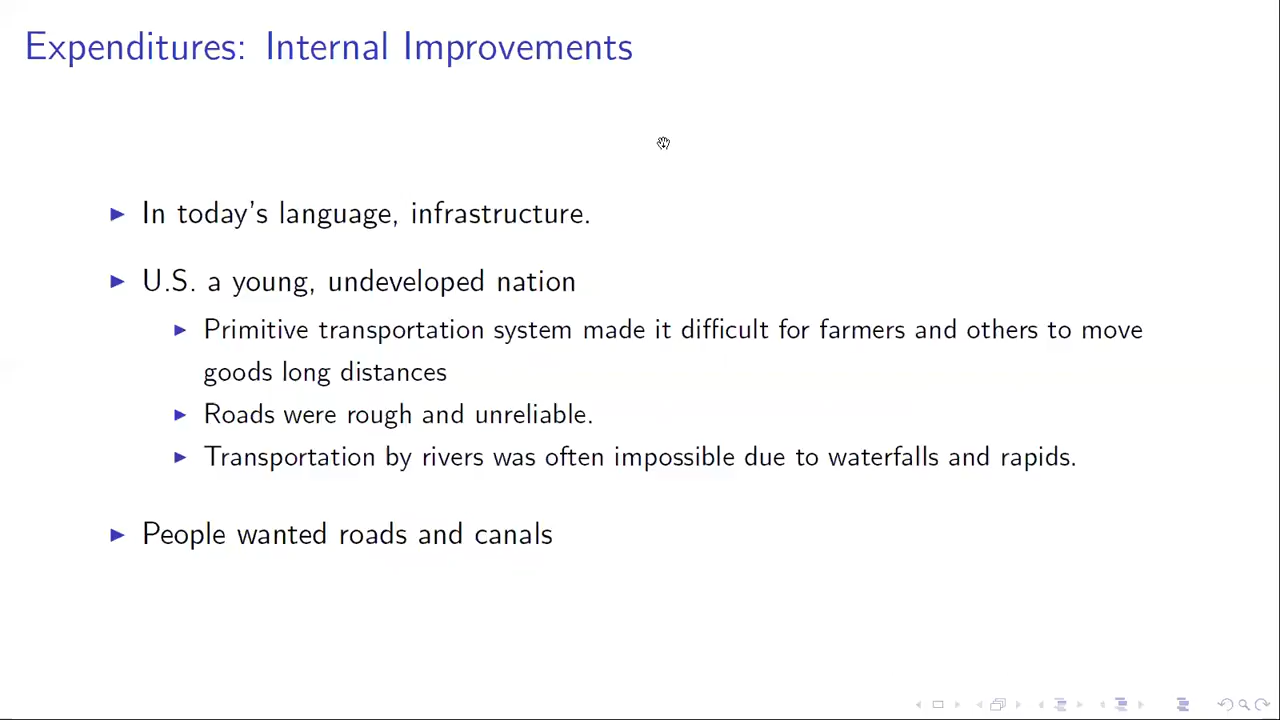 Expenditures: Internal Improvements
In today's language, infrastructure.
U.S. a young, undeveloped nation
Primitive transportation system made it difficult for farmers and others to move
goods long distances
Roads were rough and unreliable.
Transportation by rivers was often impossible due to waterfalls and rapids.
People wanted roads and canals